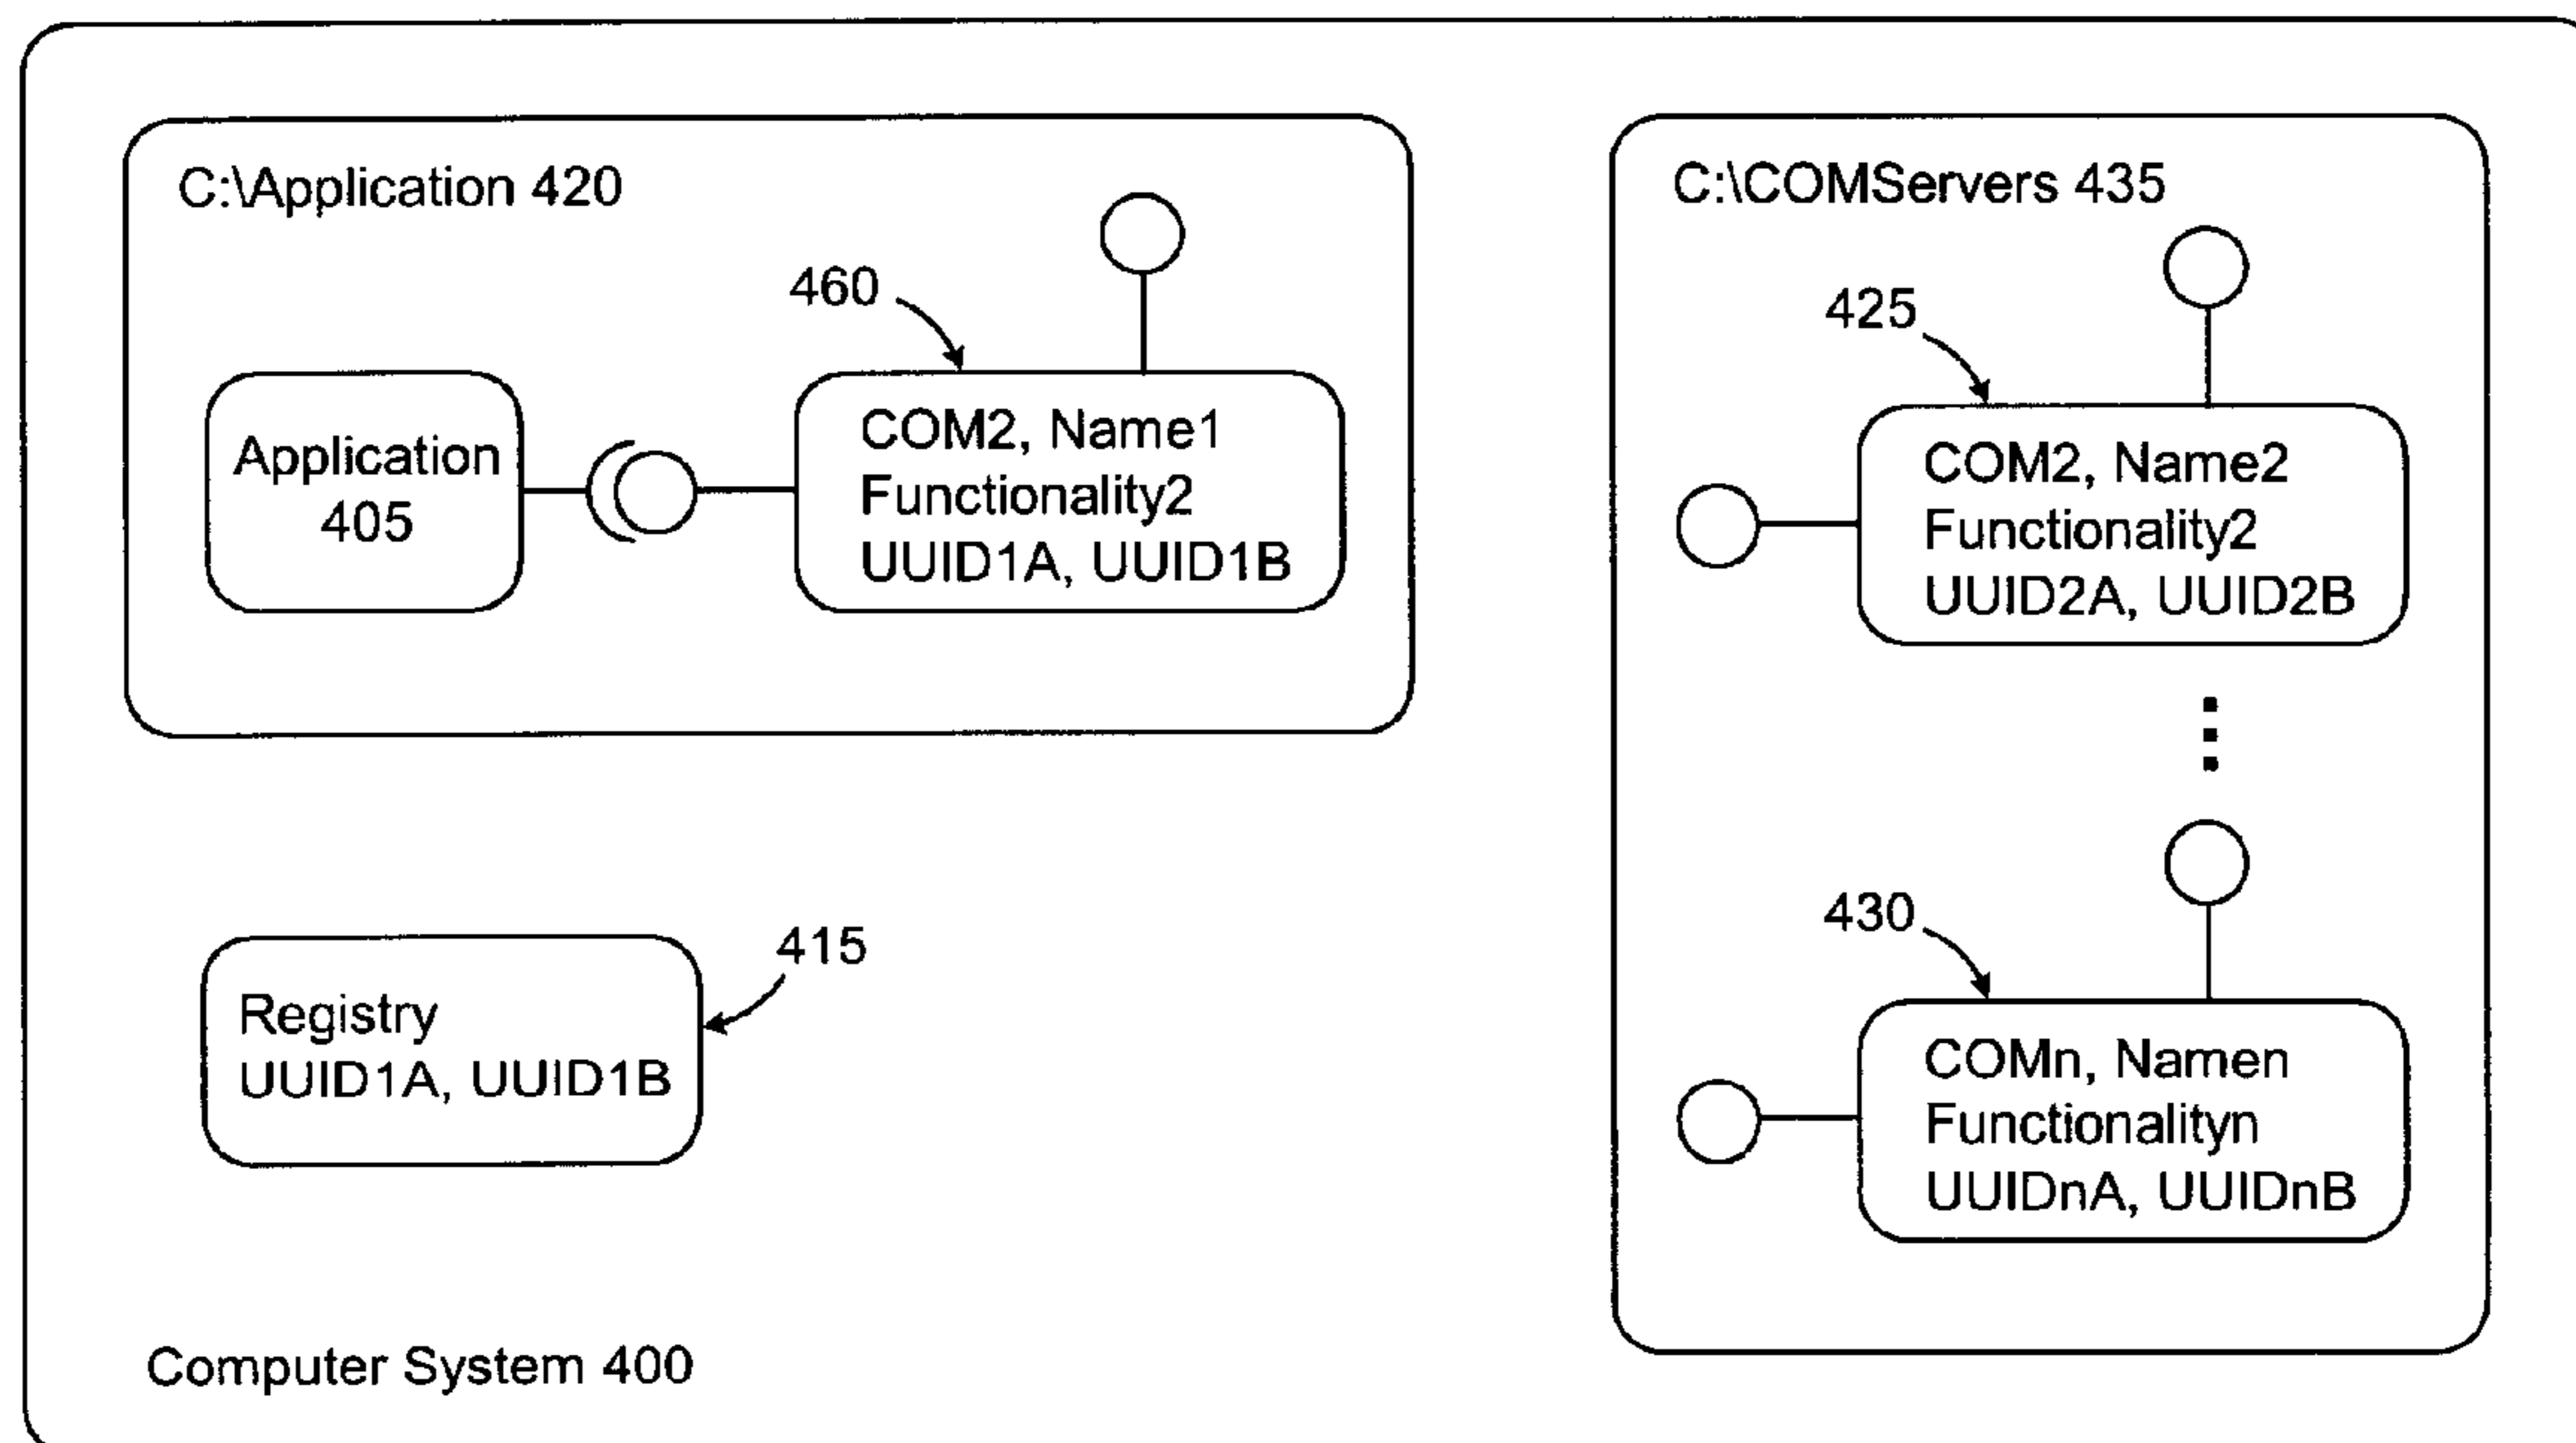 C:\Application 420
460
Application
405
COM2, Name1
Functionality2
UUID1A, UUID1B
C:\COMServers 435
425
COM2, Name2
Functionality2
UUID2A, UUID2B
430
COMn, Namen
Functionalityn
UUIDnA, UUIDnB
415
Registry
UUID1A, UUID1B
Computer System 400